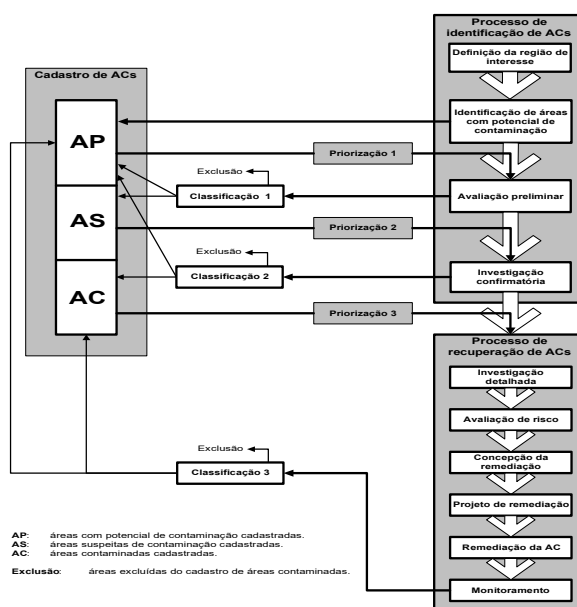 Processo de
identificação de ACs
Definição da região de
interesse
Cadastro de ACs
AP
Identificação de áreas
com potencial de
contaminação
Priorização 1
Exclusão
Classificação 1
Avaliação preliminar
AS
Priorização 2
Exclusão
Classificação 2
Investigação
confirmatória
AC
Priorização 3
Processo de
recuperação de ACs
Investigação
detalhada
Avaliação de risco
Exclusão
Classificação 3
Concepção da
remediação
Projeto de remediação
Remediação da AC
Monitoramento
AP: áreas com potencial de contaminação cadastradas.
AS: áreas suspeitas de contaminação cadastradas.
AC: áreas contaminadas cadastradas.
Exclusão: áreas excluídas do cadastro de áreas contaminadas.